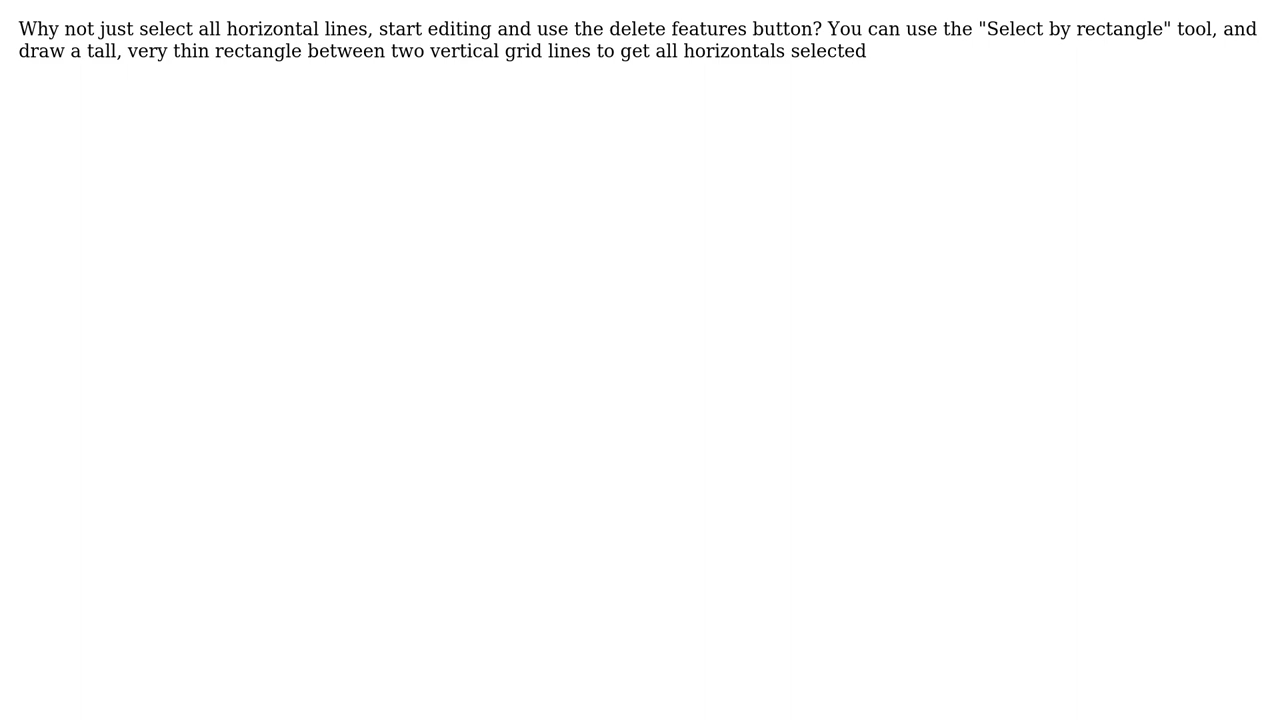 Why not just select all horizontal lines, start editing and use the delete features button? You can use the "Select by rectangle" tool, and
draw a tall, very thin rectangle between two vertical grid lines to get all horizontals selected